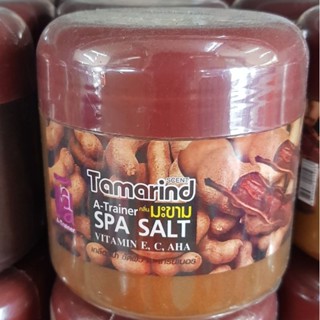 Tamarind
SCENT
A-Trainer กลิ่น มะขาม
SPA SALT
VITAMIN E, C, AHA